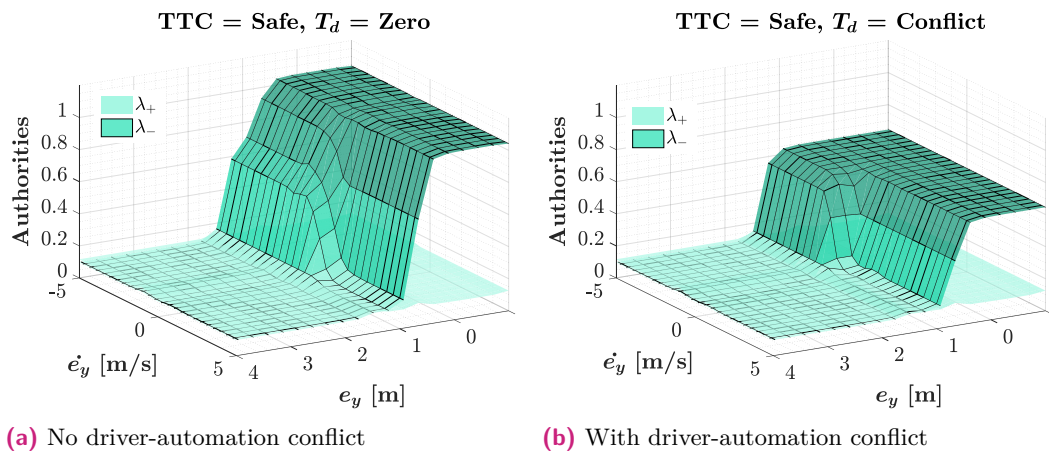 TTC = Safe, T_d = Zero
λ₊
λ₋
Authorities
1
0.8
0.6
0.4
0.2
0
-5
0
5
ė_y [m/s]
4
3
2
1
0
e_y [m]
(a) No driver-automation conflict
TTC = Safe, T_d = Conflict
λ₊
λ₋
Authorities
1
0.8
0.6
0.4
0.2
0
-5
0
5
ė_y [m/s]
4
3
2
1
0
e_y [m]
(b) With driver-automation conflict